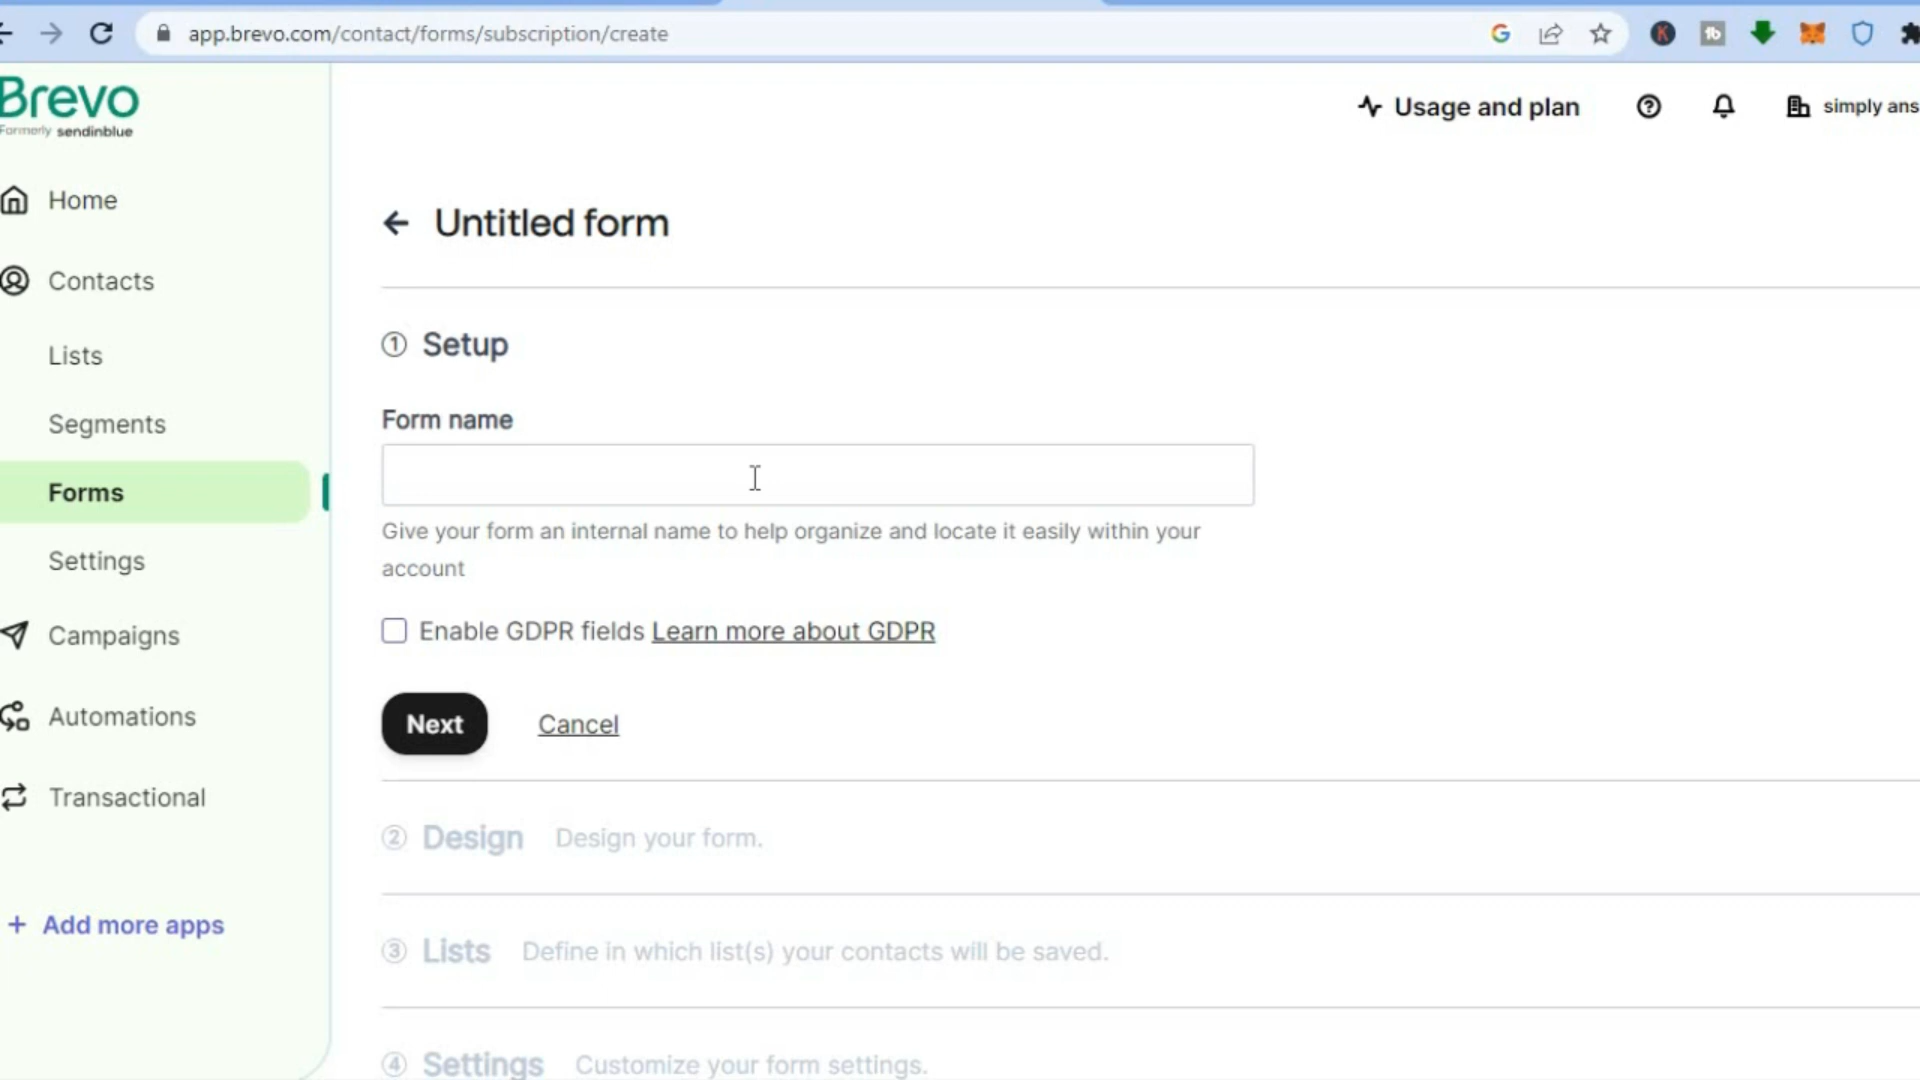 app.brevo.com/contact/forms/subscription/create
Brevo
Formerly sendinblue
Usage and plan
simply ans
Home
Contacts
Lists
Segments
Forms
Settings
Campaigns
Automations
Transactional
+ Add more apps
Untitled form
1 Setup
Form name
Give your form an internal name to help organize and locate it easily within your
account
Enable GDPR fields Learn more about GDPR
Next Cancel
2 Design Design your form.
3 Lists Define in which list(s) your contacts will be saved.
4 Settings Customize your form settings.